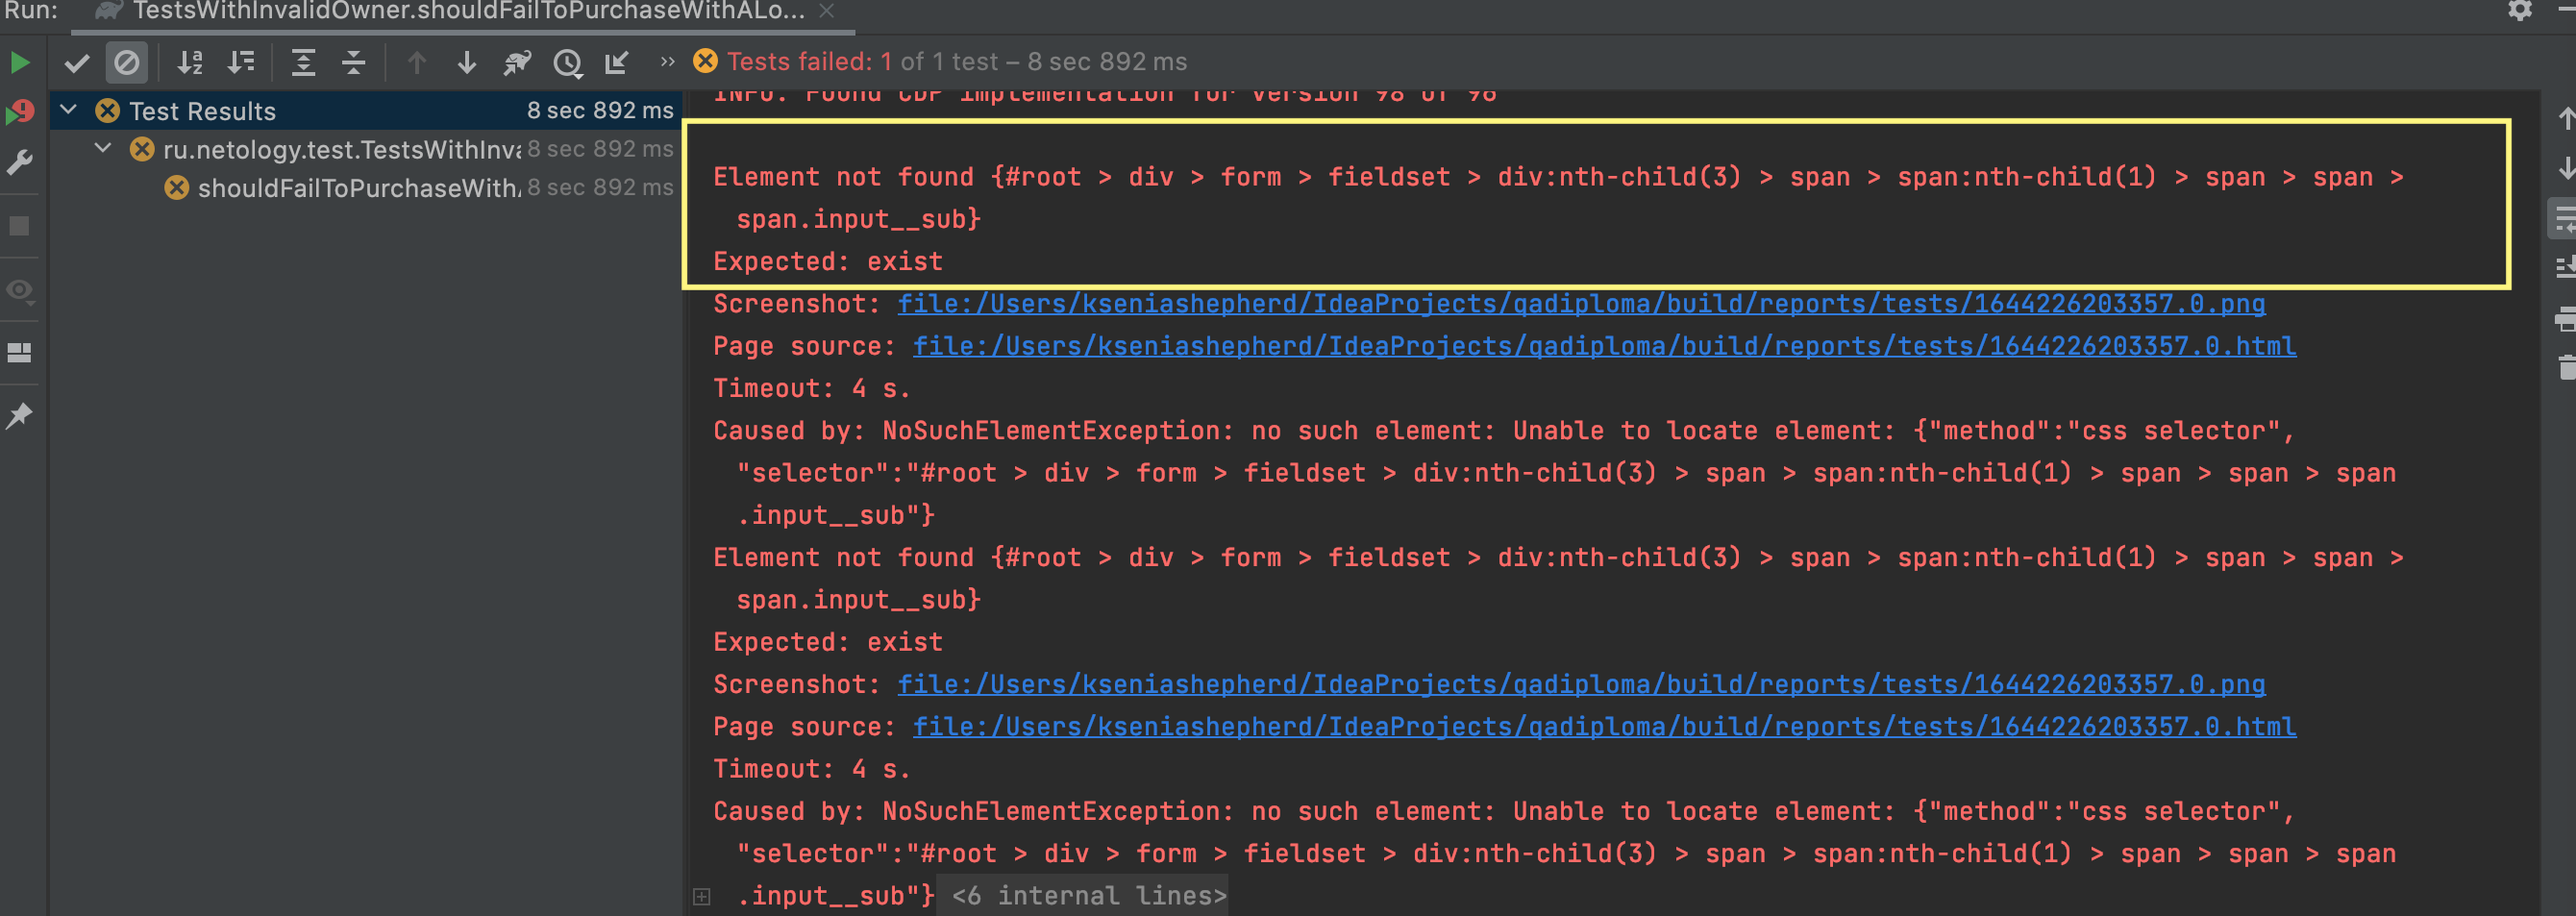 Run: TestsWithInvalidOwner.shouldFailToPurchaseWithALo...
Tests failed: 1 of 1 test – 8 sec 892 ms
Test Results 8 sec 892 ms
ru.netology.test.TestsWithInva 8 sec 892 ms
shouldFailToPurchaseWith 8 sec 892 ms
INFO: Found CDP implementation for version 98 of 96
Element not found {#root > div > form > fieldset > div:nth-child(3) > span > span:nth-child(1) > span > span >
span.input__sub}
Expected: exist
Screenshot: file:/Users/kseniashepherd/IdeaProjects/qadiploma/build/reports/tests/1644226203357.0.png
Page source: file:/Users/kseniashepherd/IdeaProjects/qadiploma/build/reports/tests/1644226203357.0.html
Timeout: 4 s.
Caused by: NoSuchElementException: no such element: Unable to locate element: {"method":"css selector",
"selector":"#root > div > form > fieldset > div:nth-child(3) > span > span:nth-child(1) > span > span > span
.input__sub"}
Element not found {#root > div > form > fieldset > div:nth-child(3) > span > span:nth-child(1) > span > span >
span.input__sub}
Expected: exist
Screenshot: file:/Users/kseniashepherd/IdeaProjects/qadiploma/build/reports/tests/1644226203357.0.png
Page source: file:/Users/kseniashepherd/IdeaProjects/qadiploma/build/reports/tests/1644226203357.0.html
Timeout: 4 s.
Caused by: NoSuchElementException: no such element: Unable to locate element: {"method":"css selector",
"selector":"#root > div > form > fieldset > div:nth-child(3) > span > span:nth-child(1) > span > span > span
.input__sub"} <6 internal lines>